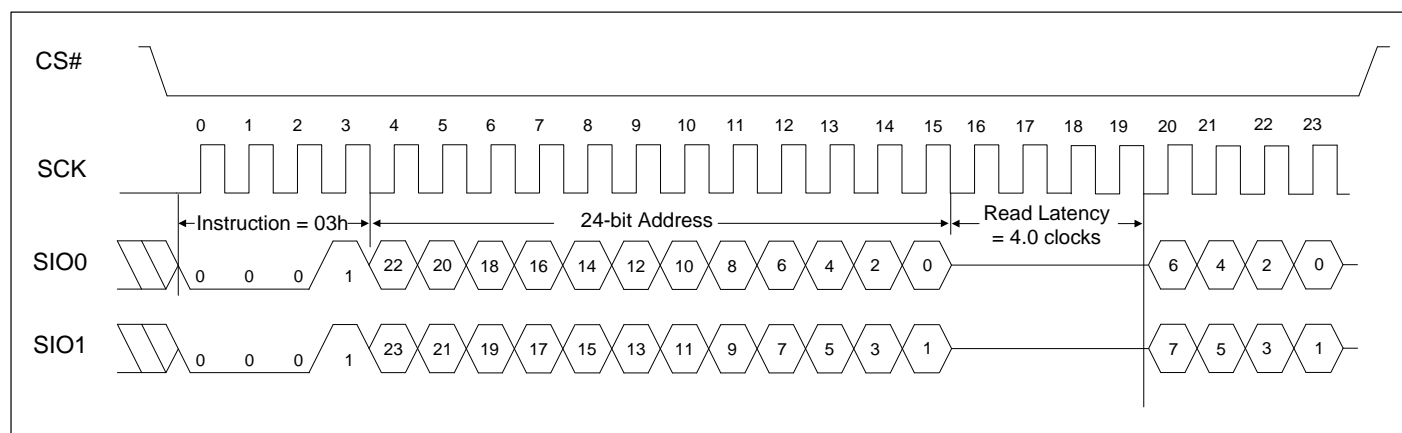 CS#
0 1 2 3 4 5 6 7 8 9 10 11 12 13 14 15 16 17 18 19 20 21 22 23
SCK
Instruction = 03h 24-bit Address Read Latency
= 4.0 clocks
SIO0 0 0 0 1 22 20 18 16 14 12 10 8 6 4 2 0 6 4 2 0
SIO1 0 0 0 1 23 21 19 17 15 13 11 9 7 5 3 1 7 5 3 1